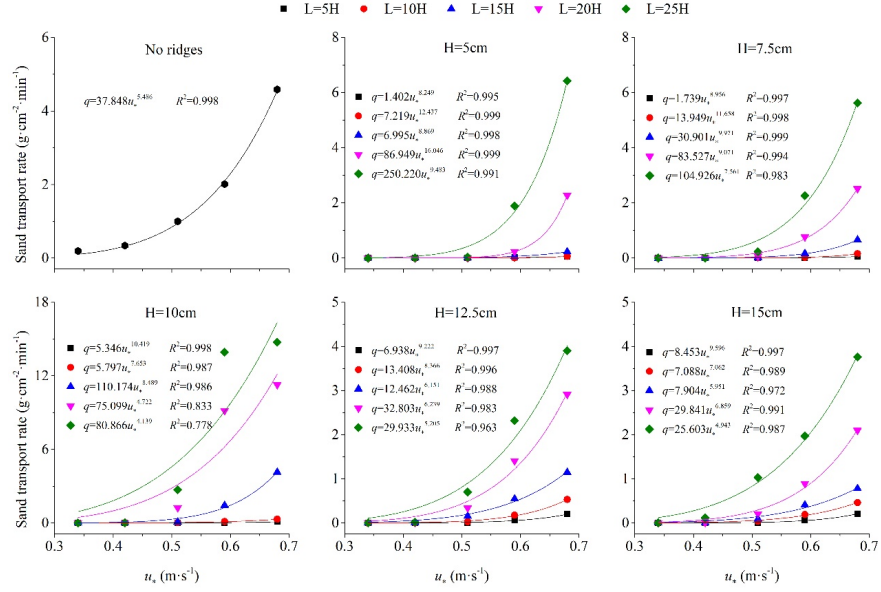 L=5H L=10H L=15H L=20H L=25H
No ridges
q=37.848u*^5.486 R²=0.998
H=5cm
q=1.402u*^8.249 R²=0.995
q=7.219u*^12.437 R²=0.999
q=6.995u*^8.869 R²=0.998
q=86.949u*^10.046 R²=0.999
q=250.220u*^9.483 R²=0.991
H=7.5cm
q=1.739u*^8.956 R²=0.997
q=13.949u*^11.658 R²=0.998
q=30.901u*^9.921 R²=0.999
q=83.527u*^9.071 R²=0.994
q=104.926u*^7.561 R²=0.983
Sand transport rate (g·cm⁻²·min⁻¹)
6
4
2
0
8
6
4
2
0
8
6
4
2
0
H=10cm
q=5.346u*^10.419 R²=0.998
q=5.797u*^7.653 R²=0.987
q=110.174u*^8.489 R²=0.986
q=75.099u*^4.722 R²=0.833
q=80.866u*^4.139 R²=0.778
H=12.5cm
q=6.938u*^9.222 R²=0.997
q=13.408u*^8.366 R²=0.996
q=12.462u*^6.151 R²=0.988
q=32.803u*^6.239 R²=0.983
q=29.933u*^5.205 R²=0.963
H=15cm
q=8.453u*^9.596 R²=0.997
q=7.088u*^7.062 R²=0.989
q=7.904u*^5.951 R²=0.972
q=29.841u*^6.859 R²=0.991
q=25.603u*^4.943 R²=0.987
Sand transport rate (g·cm⁻²·min⁻¹)
18
15
12
9
6
3
0
5
4
3
2
1
0
5
4
3
2
1
0
0.3 0.4 0.5 0.6 0.7
0.3 0.4 0.5 0.6 0.7
0.3 0.4 0.5 0.6 0.7
u* (m·s⁻¹)
u* (m·s⁻¹)
u* (m·s⁻¹)